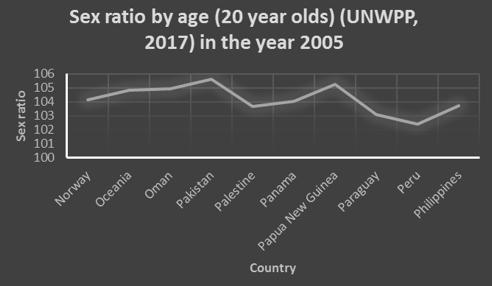 Sex ratio by age (20 year olds) (UNWPP,
2017) in the year 2005
Sex ratio
106
105
104
103
102
101
100
Norway
Oceania
Oman
Pakistan
Palestine
Panama
Papua New Guinea
Paraguay
Peru
Philippines
Country